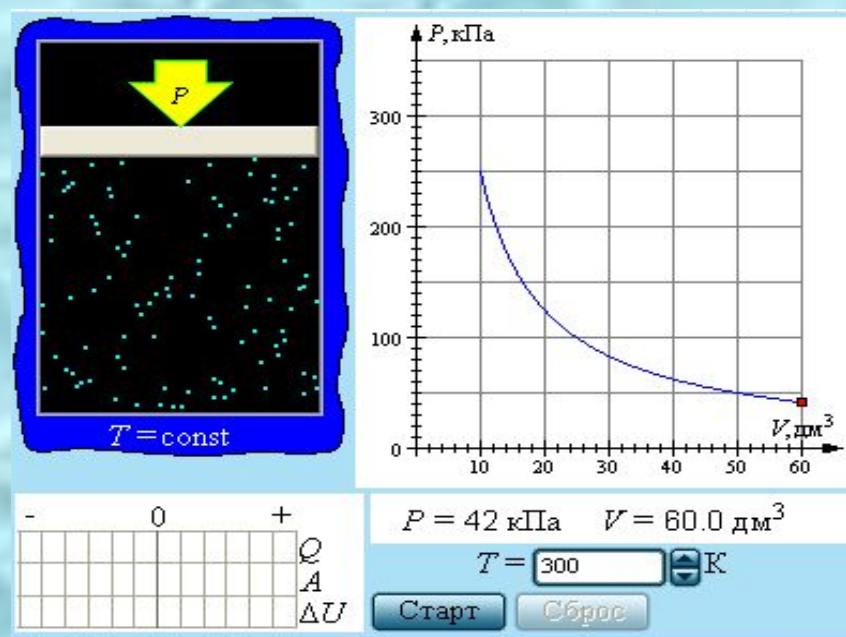 P
T = const
P, кПа
300
200
100
0
10 20 30 40 50 60
V, дм³
- 0 +
Q
A
ΔU
P = 42 кПа V = 60.0 дм³
T = 300 К
Старт Сброс